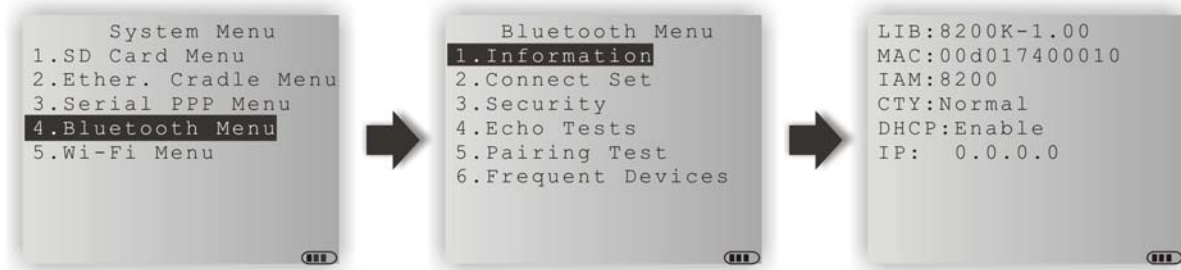 System Menu
1.SD Card Menu
2.Ether. Cradle Menu
3.Serial PPP Menu
4.Bluetooth Menu
5.Wi-Fi Menu
Bluetooth Menu
1.Information
2.Connect Set
3.Security
4.Echo Tests
5.Pairing Test
6.Frequent Devices
LIB:8200K-1.00
MAC:00d017400010
IAM:8200
CTY:Normal
DHCP:Enable
IP: 0.0.0.0